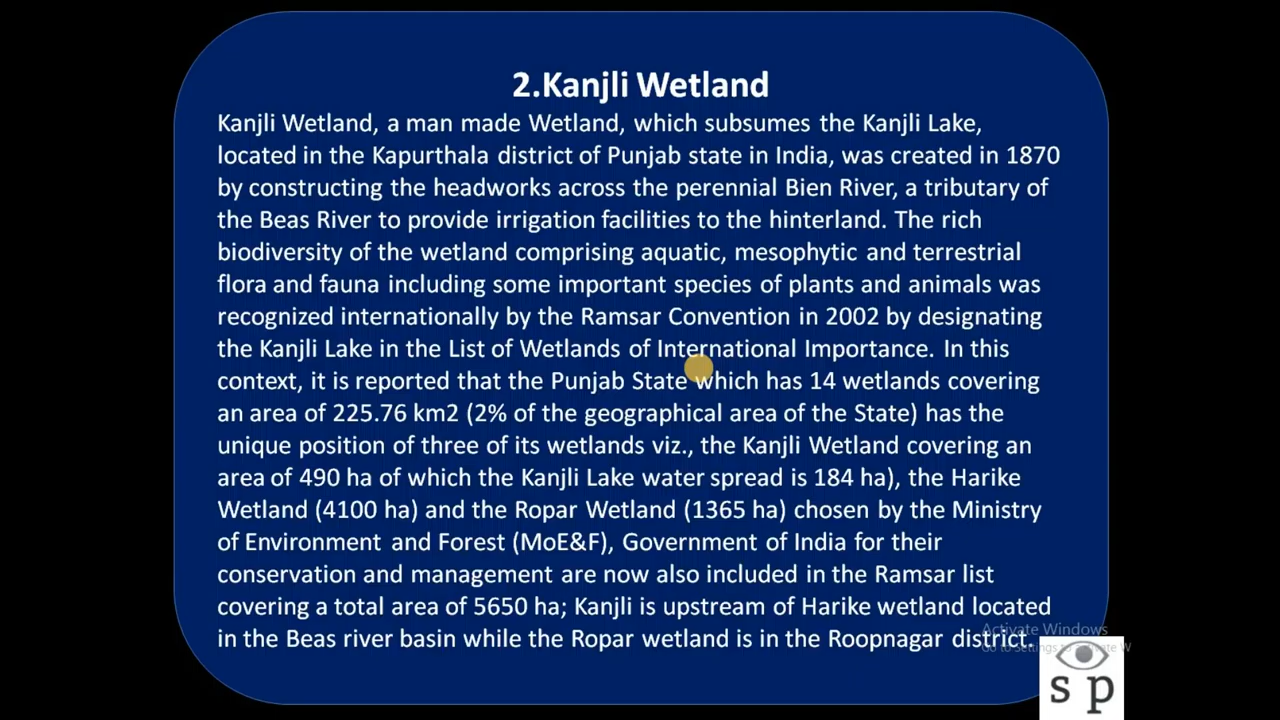 2.Kanjli Wetland
Kanjli Wetland, a man made Wetland, which subsumes the Kanjli Lake,
located in the Kapurthala district of Punjab state in India, was created in 1870
by constructing the headworks across the perennial Bien River, a tributary of
the Beas River to provide irrigation facilities to the hinterland. The rich
biodiversity of the wetland comprising aquatic, mesophytic and terrestrial
flora and fauna including some important species of plants and animals was
recognized internationally by the Ramsar Convention in 2002 by designating
the Kanjli Lake in the List of Wetlands of International Importance. In this
context, it is reported that the Punjab State which has 14 wetlands covering
an area of 225.76 km2 (2% of the geographical area of the State) has the
unique position of three of its wetlands viz., the Kanjli Wetland covering an
area of 490 ha of which the Kanjli Lake water spread is 184 ha), the Harike
Wetland (4100 ha) and the Ropar Wetland (1365 ha) chosen by the Ministry
of Environment and Forest (MoE&F), Government of India for their
conservation and management are now also included in the Ramsar list
covering a total area of 5650 ha; Kanjli is upstream of Harike wetland located
in the Beas river basin while the Ropar wetland is in the Roopnagar district.
Activate Windows
Go to Settings to activate W
s p